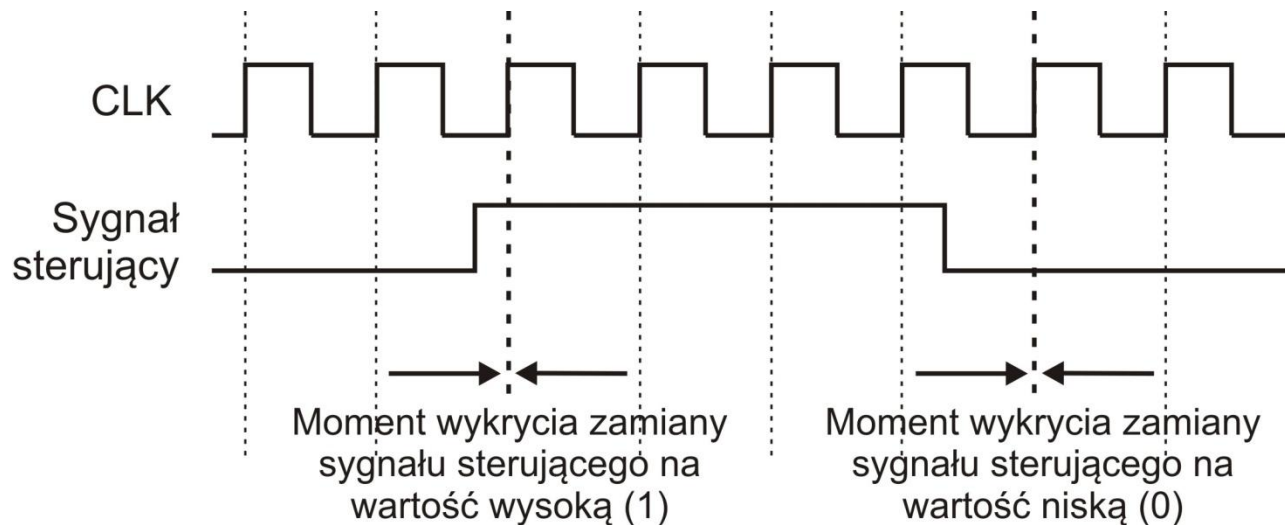 CLK
Sygnał
sterujący
Moment wykrycia zamiany
sygnału sterującego na
wartość wysoką (1)
Moment wykrycia zamiany
sygnału sterującego na
wartość niską (0)